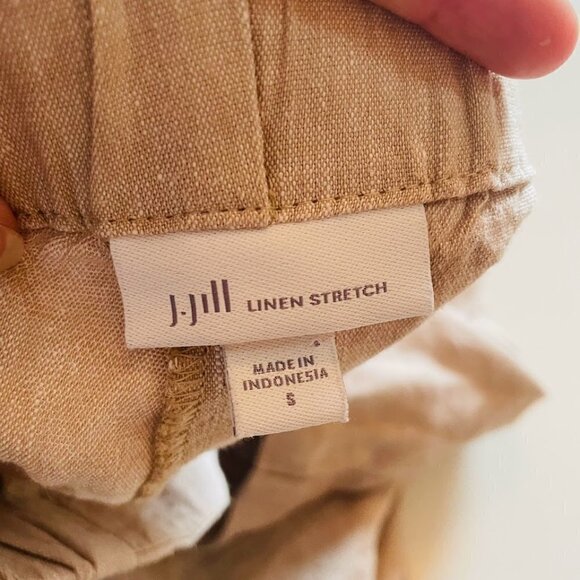 J.Jill LINEN STRETCH
MADE IN
INDONESIA
S